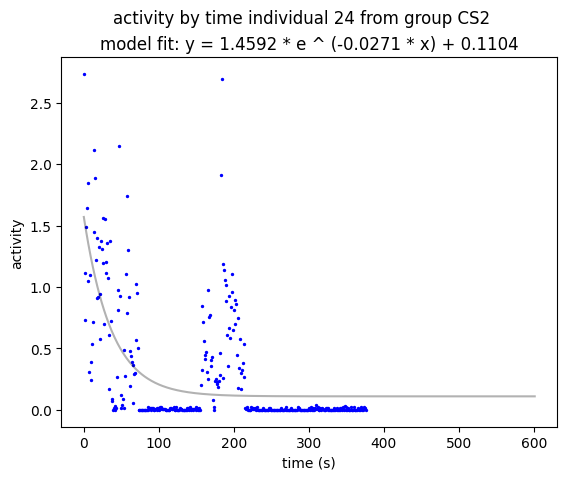 activity by time individual 24 from group CS2
model fit: y = 1.4592 * e ^ (-0.0271 * x) + 0.1104
2.5
2.0
1.5
1.0
0.5
0.0
activity
0 100 200 300 400 500 600
time (s)